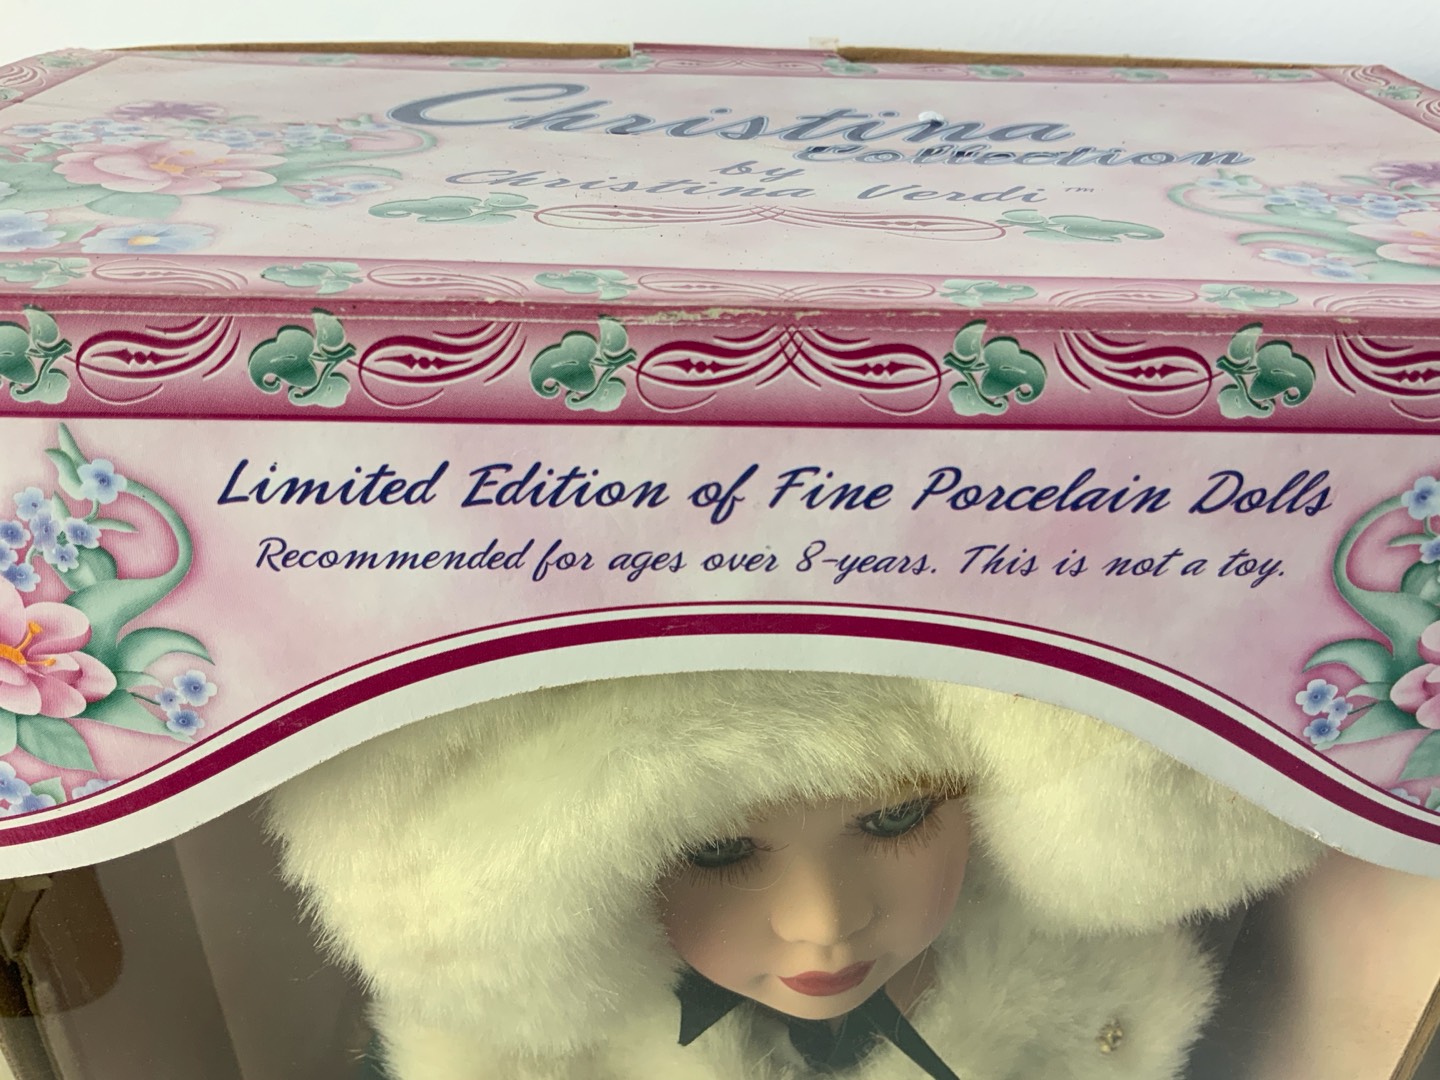 Christina
Collection
by
Christina Verdi™
Limited Edition of Fine Porcelain Dolls
Recommended for ages over 8-years. This is not a toy.